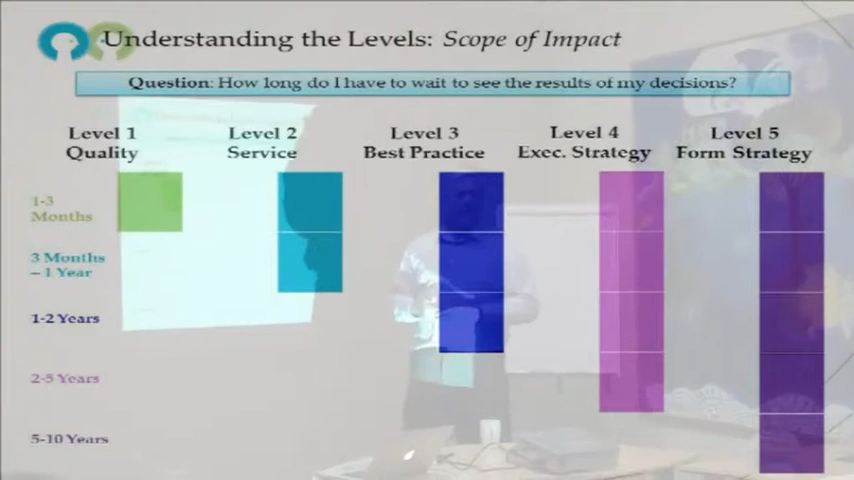 Understanding the Levels: Scope of Impact
Question: How long do I have to wait to see the results of my decisions?
Level 1
Quality
Level 2
Service
Level 3
Best Practice
Level 4
Exec. Strategy
Level 5
Form Strategy
1-3
Months
3 Months
– 1 Year
1-2 Years
2-5 Years
5-10 Years